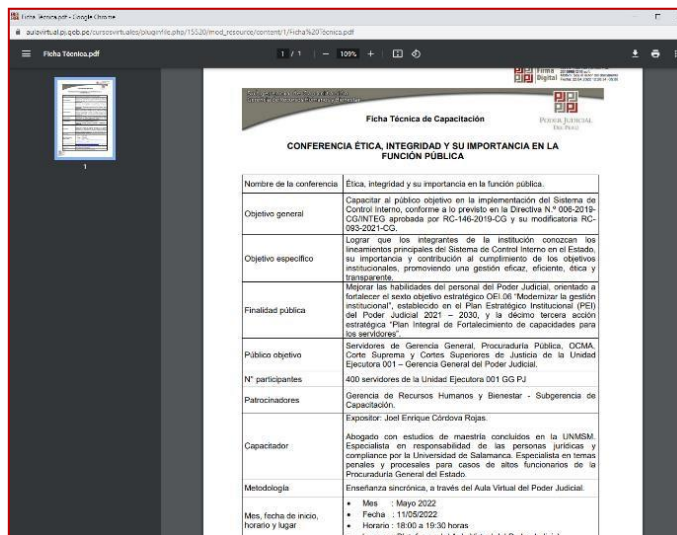 Ficha Técnica.pdf - Google Chrome
aulavirtual.pj.gob.pe/cursosvirtuales/pluginfile.php/15520/mod_resource/content/1/Ficha%20Técnica.pdf
Ficha Técnica.pdf
1 / 1
109%
1
Firma
Digital
Ficha Técnica de Capacitación
PODER JUDICIAL
DEL PERÚ
CONFERENCIA ÉTICA, INTEGRIDAD Y SU IMPORTANCIA EN LA
FUNCIÓN PÚBLICA
Nombre de la conferencia
Ética, integridad y su importancia en la función pública.
Objetivo general
Capacitar al público objetivo en la implementación del Sistema de
Control Interno, conforme a lo previsto en la Directiva N.º 006-2019-
CG/INTEG aprobada por RC-146-2019-CG y su modificatoria RC-
093-2021-CG.
Objetivo específico
Lograr que los integrantes de la institución conozcan los
lineamientos principales del Sistema de Control Interno en el Estado,
su importancia y contribución al cumplimiento de los objetivos
institucionales, promoviendo una gestión eficaz, eficiente, ética y
transparente.
Finalidad pública
Mejorar las habilidades del personal del Poder Judicial, orientado a
fortalecer el sexto objetivo estratégico OEI.06 "Modernizar la gestión
institucional", establecido en el Plan Estratégico Institucional (PEI)
del Poder Judicial 2021 – 2030, y la décimo tercera acción
estratégica "Plan Integral de Fortalecimiento de capacidades para
los servidores".
Público objetivo
Servidores de Gerencia General, Procuraduría Pública, OCMA,
Corte Suprema y Cortes Superiores de Justicia de la Unidad
Ejecutora 001 – Gerencia General del Poder Judicial.
N° participantes
400 servidores de la Unidad Ejecutora 001 GG PJ
Patrocinadores
Gerencia de Recursos Humanos y Bienestar - Subgerencia de
Capacitación.
Capacitador
Expositor: Joel Enrique Córdova Rojas.
Abogado con estudios de maestría concluidos en la UNMSM.
Especialista en responsabilidad de las personas jurídicas y
compliance por la Universidad de Salamanca. Especialista en temas
penales y procesales para casos de altos funcionarios de la
Procuraduría General del Estado.
Metodología
Enseñanza sincrónica, a través del Aula Virtual del Poder Judicial.
Mes, fecha de inicio,
horario y lugar
• Mes : Mayo 2022
• Fecha : 11/05/2022
• Horario : 18:00 a 19:30 horas